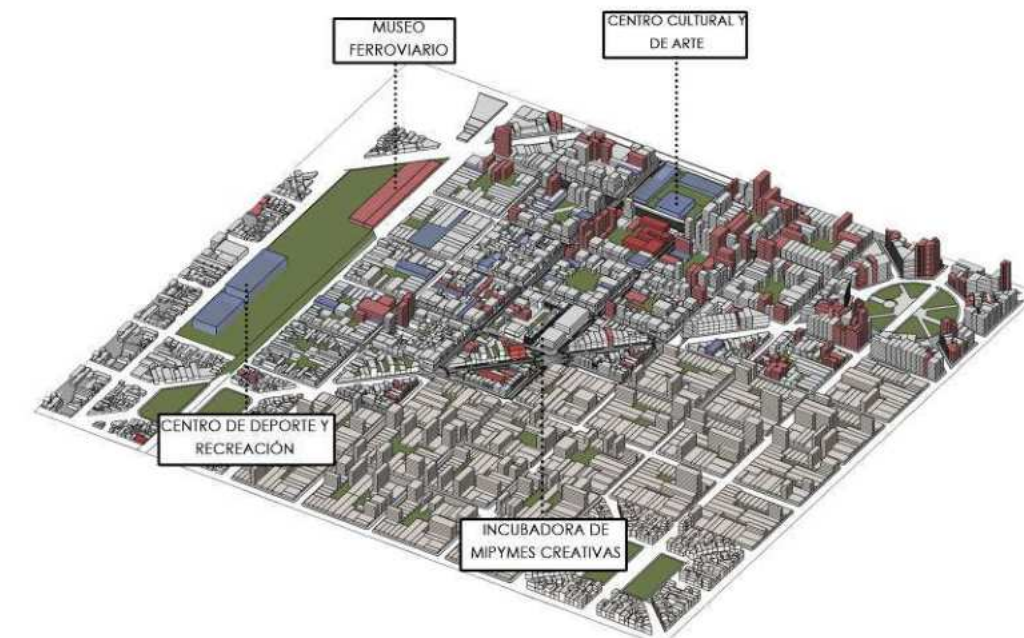 MUSEO
FERROVIARIO
CENTRO CULTURAL Y
DE ARTE
CENTRO DE DEPORTE Y
RECREACIÓN
INCUBADORA DE
MIPYMES CREATIVAS